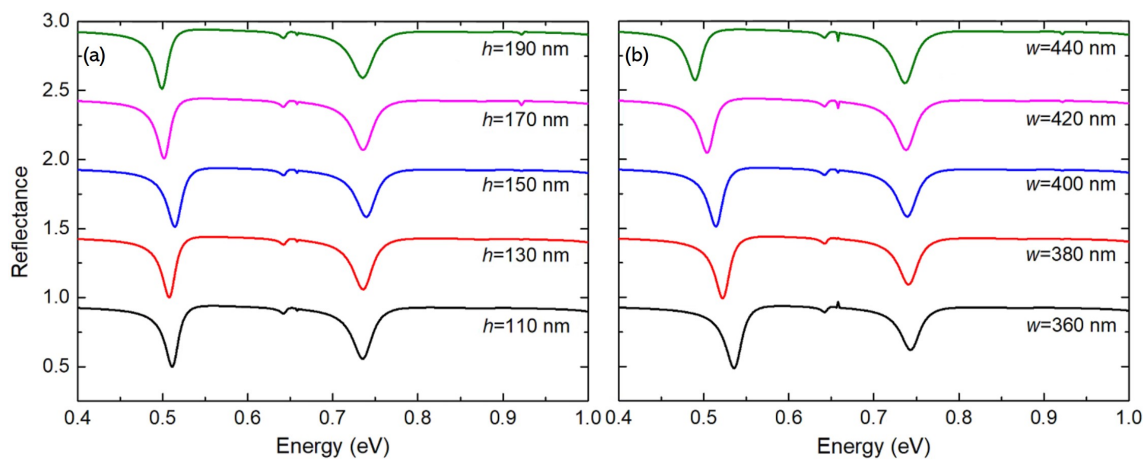 Reflectance
3.0
2.5
2.0
1.5
1.0
0.5
(a)
h=190 nm
h=170 nm
h=150 nm
h=130 nm
h=110 nm
0.4 0.5 0.6 0.7 0.8 0.9 1.0
Energy (eV)
(b)
w=440 nm
w=420 nm
w=400 nm
w=380 nm
w=360 nm
0.4 0.5 0.6 0.7 0.8 0.9 1.0
Energy (eV)